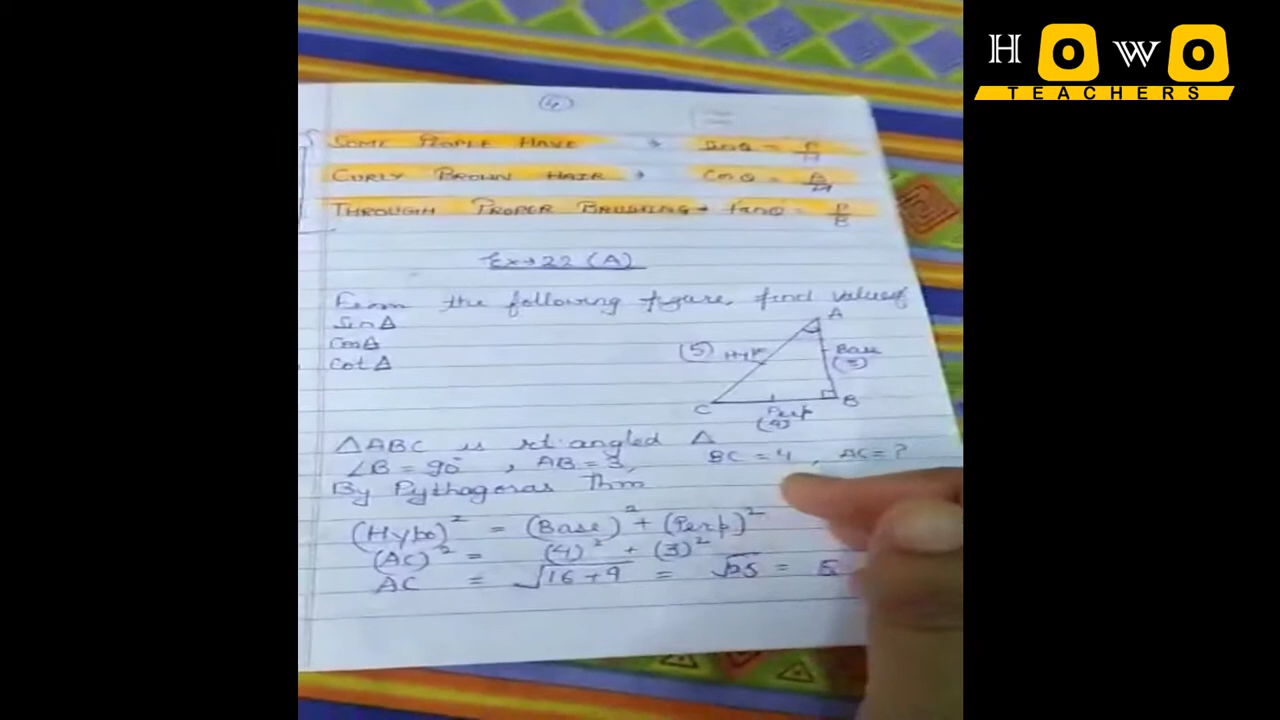 HOWO
TEACHERS
4
SOME PEOPLE HAVE → Sinθ = P/H
CURLY BROWN HAIR → Cosθ = B/H
THROUGH PROPER BRUSHING → tanθ = P/B
Ex → 22 (A)
From the following figure, find value of
Sin A
Cos A
Cot A
A
(5) Hyp
Base
(3)
C
B
Perp
(4)
△ABC is rt. angled △
∠B = 90°, AB = 3, BC = 4, AC = ?
By Pythagoras Thm
(Hypo)² = (Base)² + (Perp)²
(AC)² = (4)² + (3)²
AC = √16+9 = √25 = 5